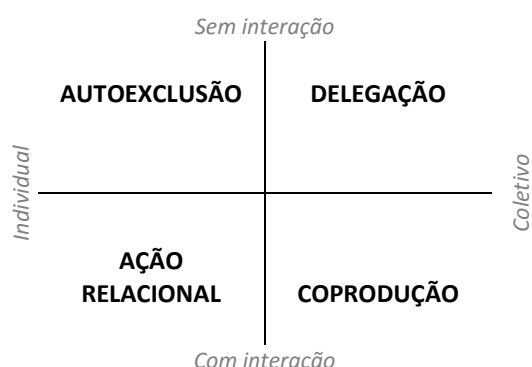 Sem interação
AUTOEXCLUSÃO
DELEGAÇÃO
Individual
Coletivo
AÇÃO
RELACIONAL
COPRODUÇÃO
Com interação